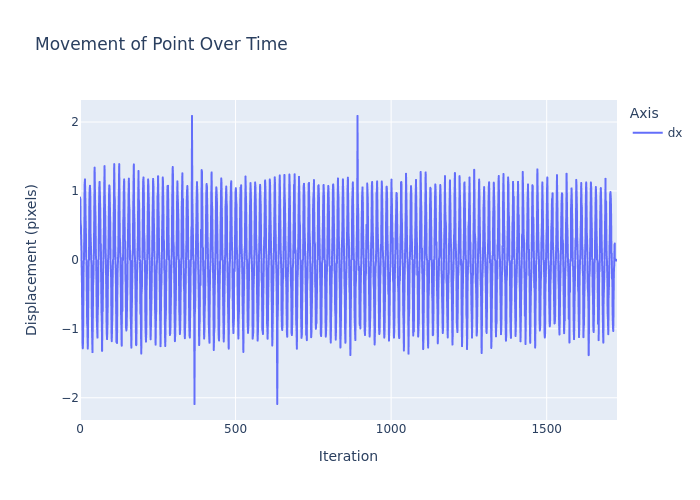 Movement of Point Over Time
Axis
dx
Displacement (pixels)
2
1
0
−1
−2
0
500
1000
1500
Iteration